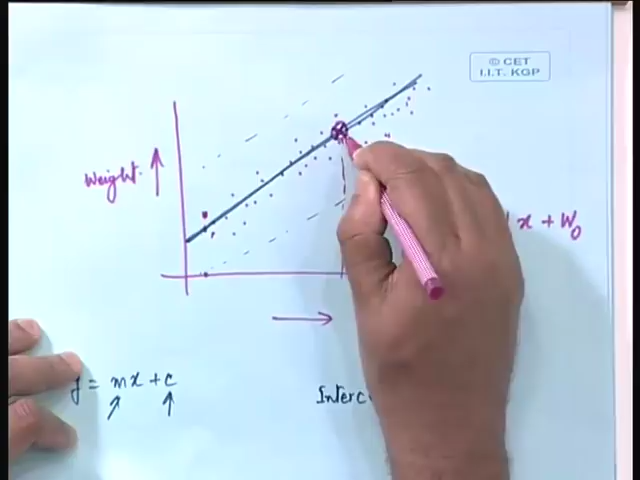 © CET
I.I.T. KGP
Weight
x + W₀
y = mx + c
Interc